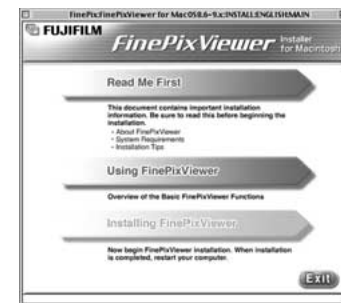 FinePix:FinePixViewer for MacOS8.6-9.x:INSTALL:ENGLISH:MAIN
FUJIFILM
FinePixViewer Installer for Macintosh
Read Me First
This document contains important installation
information. Be sure to read this before beginning the
installation.
- About FinePixViewer
- System Requirements
- Installation Tips
Using FinePixViewer
Overview of the Basic FinePixViewer Functions
Installing FinePixViewer
Now begin FinePixViewer installation. When installation
is completed, restart your computer.
Exit